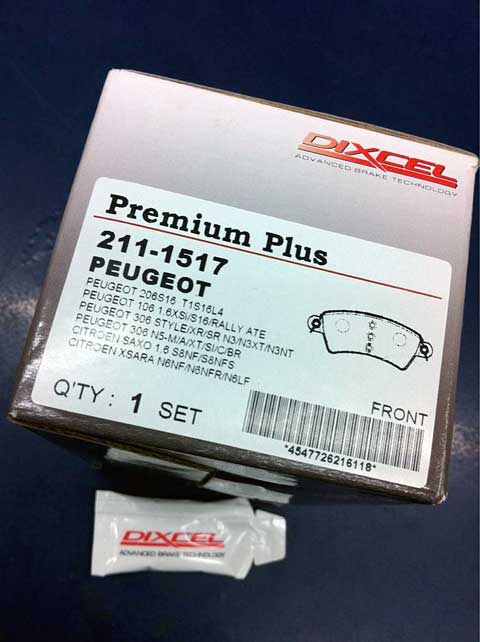 DIXCEL
ADVANCED BRAKE TECHNOLOGY
Premium Plus
211-1517
PEUGEOT
PEUGEOT 206S16 T1S16L4
PEUGEOT 106 1.6XSI/S16/RALLY ATE
PEUGEOT 306 STYLE/XR/SR N3/N3XT/N3NT
PEUGEOT 306 N5-M/A/XT/SI/C/BR
CITROEN SAXO 1.6 S8NF/S8NFS
CITROEN XSARA N6NF/N6NFR/N6LF
FRONT
Q'TY : 1 SET
*4547726216118*
DIXCEL
ADVANCED BRAKE TECHNOLOGY